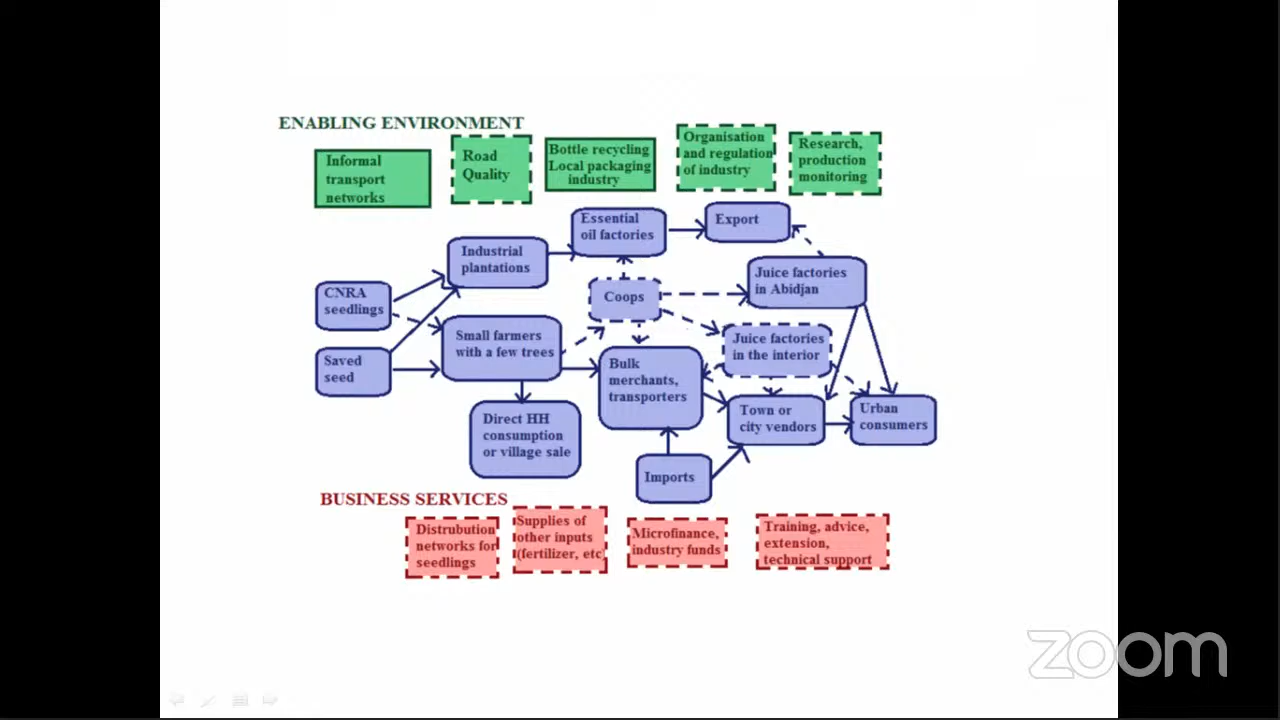 ENABLING ENVIRONMENT
Informal
transport
networks
Road
Quality
Bottle recycling
Local packaging
industry
Organisation
and regulation
of industry
Research,
production
monitoring
Essential
oil factories
Export
Industrial
plantations
Juice factories
in Abidjan
CNRA
seedlings
Coops
Small farmers
with a few trees
Juice factories
in the interior
Saved
seed
Bulk
merchants,
transporters
Direct HH
consumption
or village sale
Town or
city vendors
Urban
consumers
Imports
BUSINESS SERVICES
Distrubution
networks for
seedlings
Supplies of
other inputs
(fertilizer, etc
Microfinance,
industry funds
Training, advice,
extension,
technical support
zoom